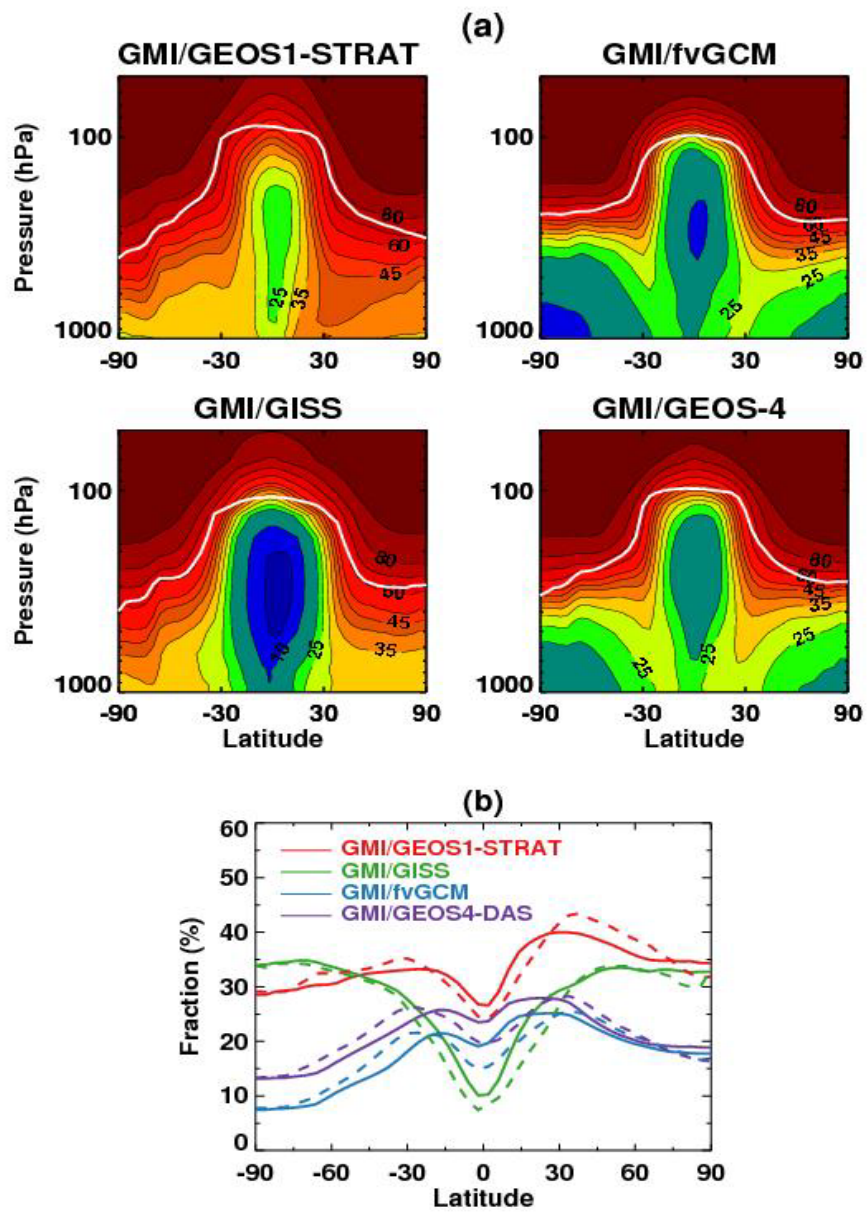 (a)
GMI/GEOS1-STRAT
GMI/fvGCM
Pressure (hPa)
100
1000
80
60
45
35
25
-90 -30 30 90
100
1000
80
60
45
35
25
-90 -30 30 90
GMI/GISS
GMI/GEOS-4
Pressure (hPa)
100
1000
80
60
45
35
25
10
-90 -30 30 90
Latitude
100
1000
80
60
45
35
25
25
25
-90 -30 30 90
Latitude
(b)
Fraction (%)
60
50
40
30
20
10
0
GMI/GEOS1-STRAT
GMI/GISS
GMI/fvGCM
GMI/GEOS4-DAS
-90 -60 -30 0 30 60 90
Latitude